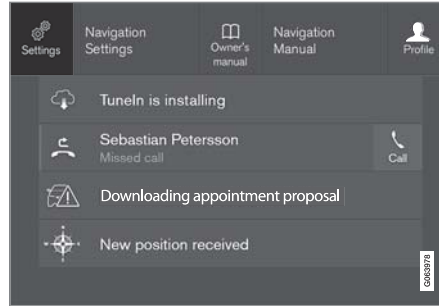 Settings
Navigation
Settings
Owner's
manual
Navigation
Manual
Profile
TuneIn is installing
Sebastian Petersson
Missed call
Call
Downloading appointment proposal
New position received
G063978